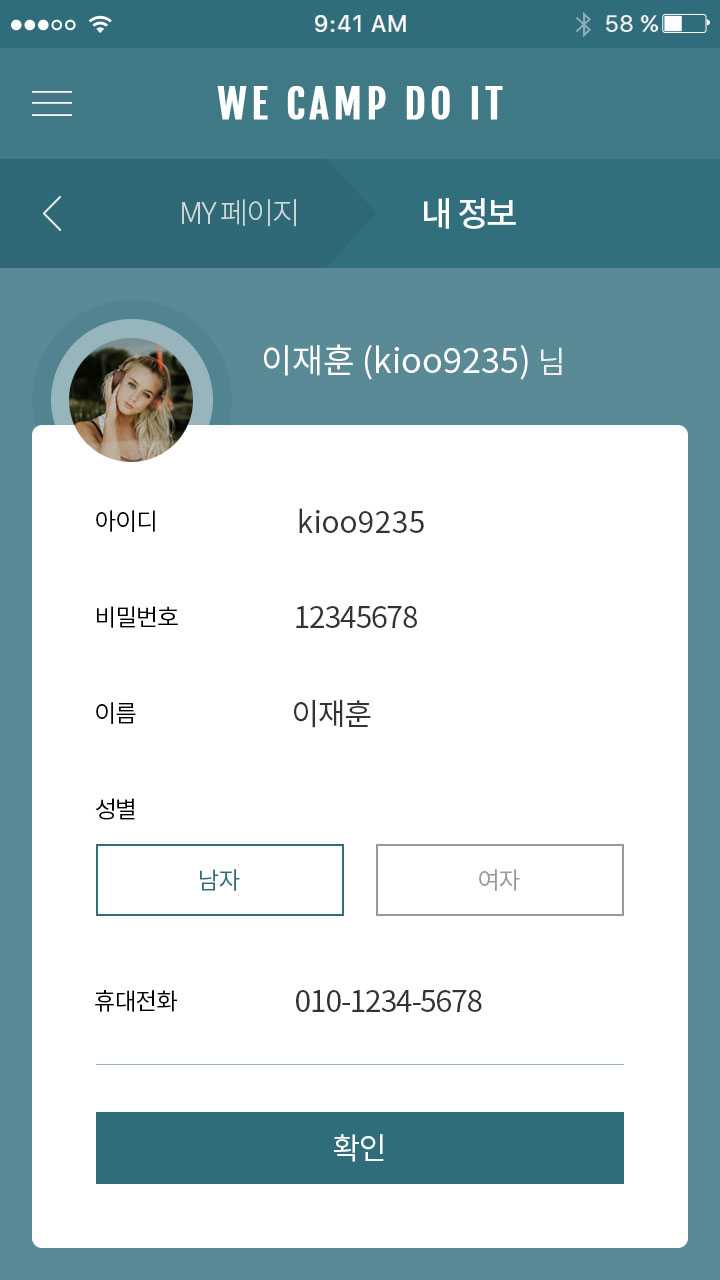 9:41 AM 58 %
WE CAMP DO IT
MY 페이지 내 정보
이재훈 (kioo9235) 님
아이디 kioo9235
비밀번호 12345678
이름 이재훈
성별
남자 여자
휴대전화 010-1234-5678
확인